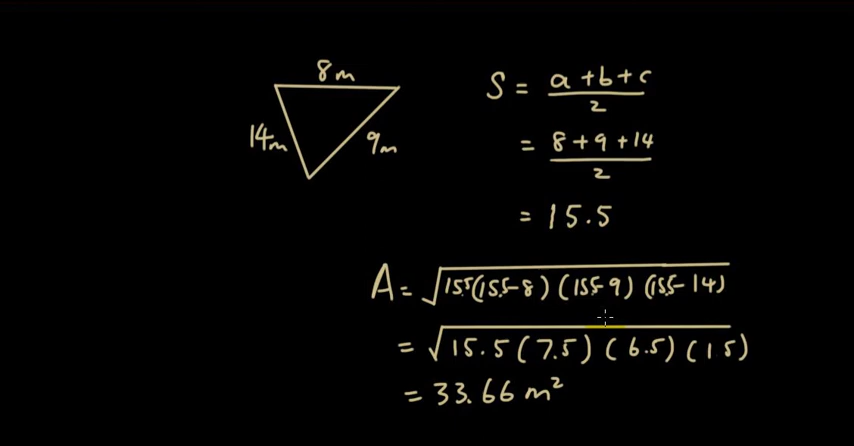 8m
14m
9m
S = a+b+c / 2
= 8+9+14 / 2
= 15.5
A = √15.5(15.5-8)(15.5-9)(15.5-14)
= √15.5(7.5)(6.5)(1.5)
= 33.66 m²